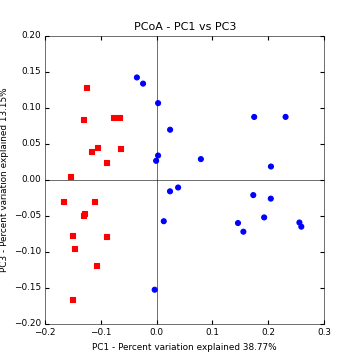 PCoA - PC1 vs PC3
0.20
0.15
0.10
0.05
0.00
−0.05
−0.10
−0.15
−0.20
PC3 - Percent variation explained 13.15%
−0.2 −0.1 0.0 0.1 0.2 0.3
PC1 - Percent variation explained 38.77%